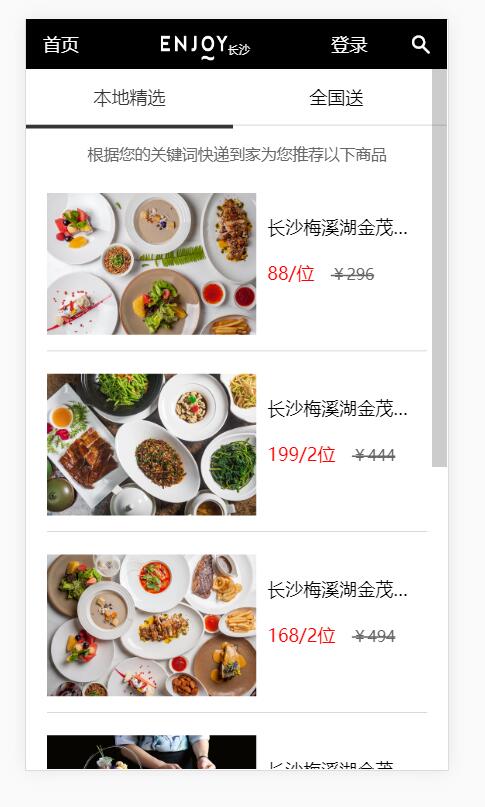 首页 ENJOY长沙 登录
本地精选 全国送
根据您的关键词快递到家为您推荐以下商品
长沙梅溪湖金茂...
88/位 ￥296
长沙梅溪湖金茂...
199/2位 ￥444
长沙梅溪湖金茂...
168/2位 ￥494